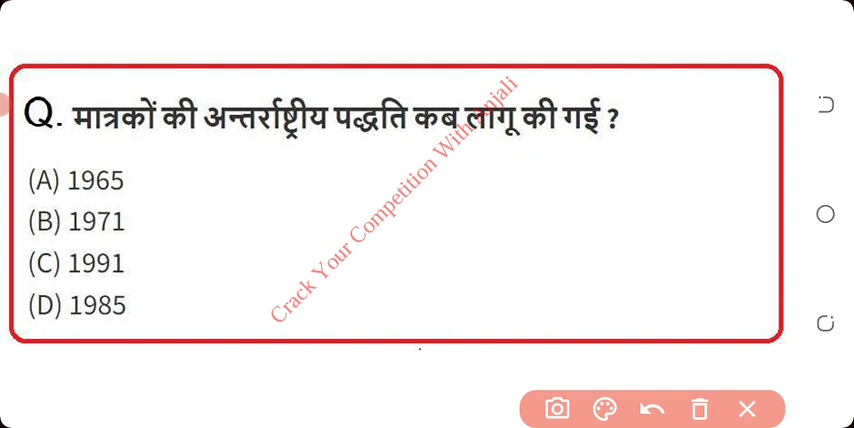 Q. मात्रकों की अन्तर्राष्ट्रीय पद्धति कब लागू की गई ?
(A) 1965
(B) 1971
(C) 1991
(D) 1985
Crack Your Competition With Anjali